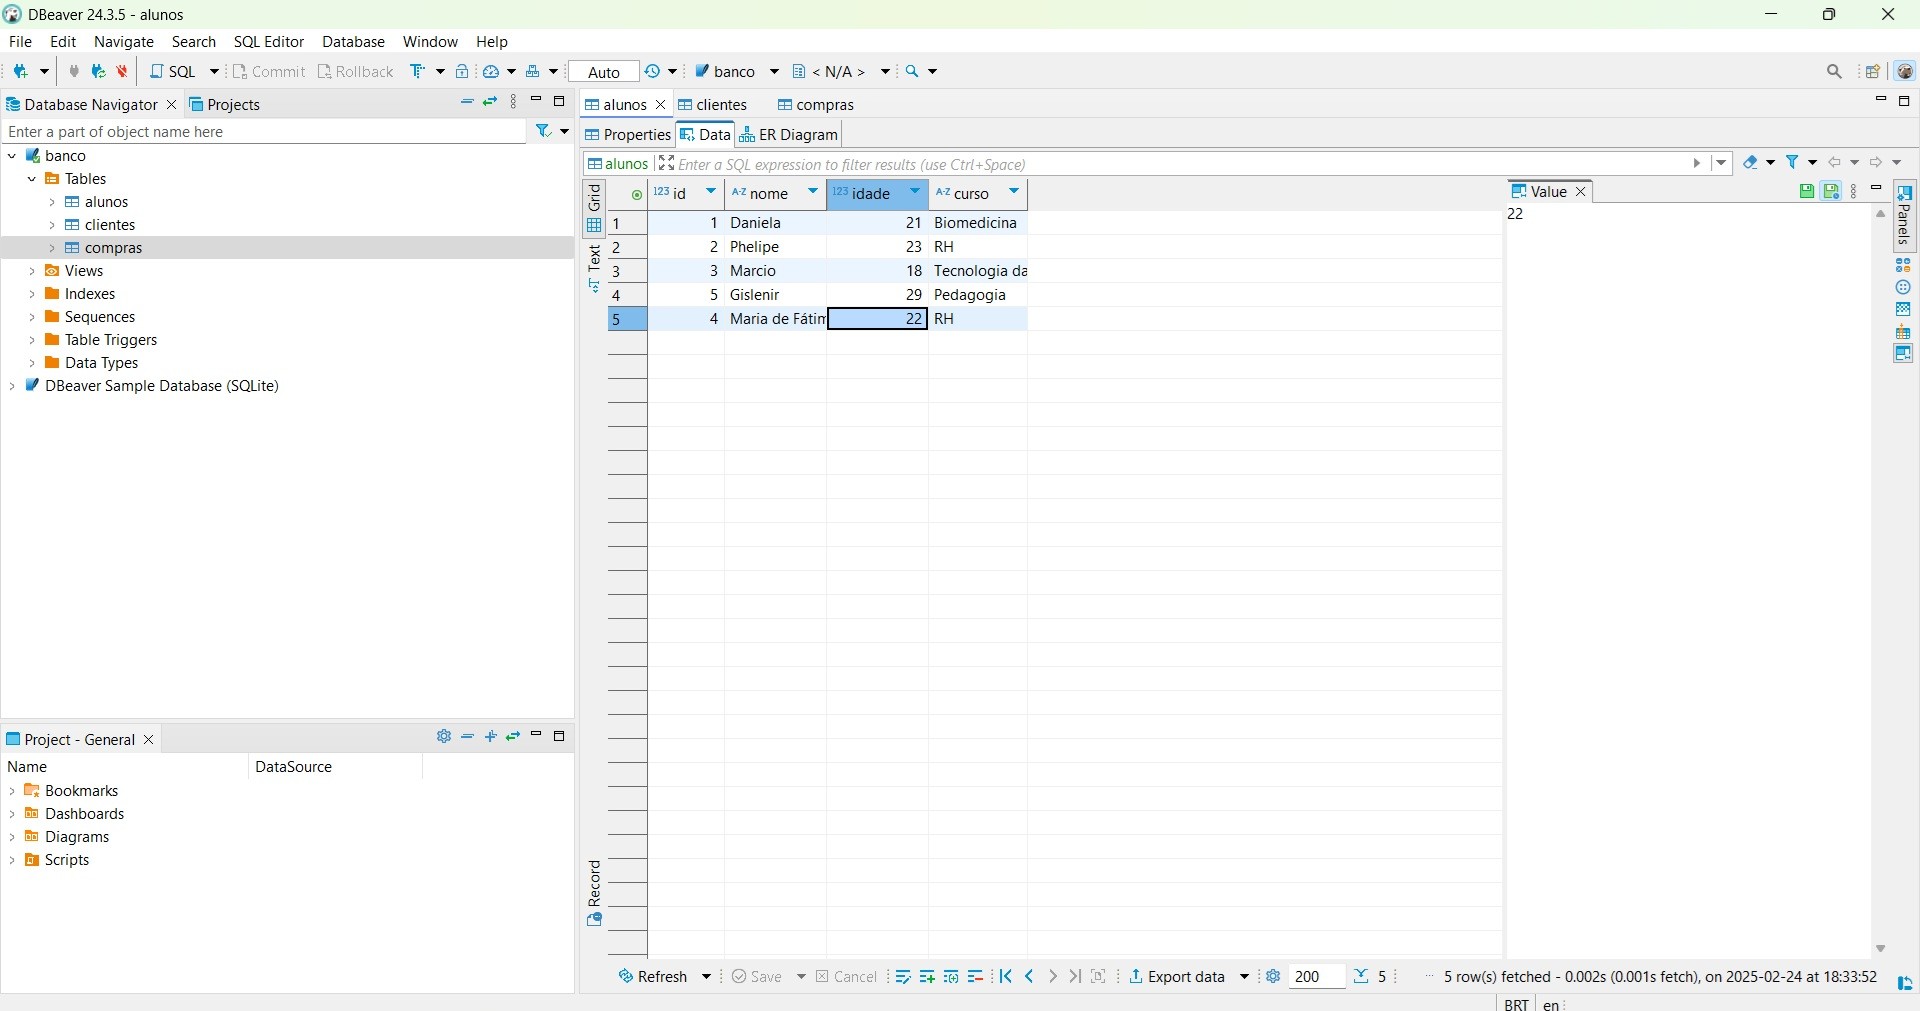 DBeaver 24.3.5 - alunos
File Edit Navigate Search SQL Editor Database Window Help
SQL Commit Rollback Auto banco < N/A >
Database Navigator Projects
Enter a part of object name here
banco
Tables
alunos
clientes
compras
Views
Indexes
Sequences
Table Triggers
Data Types
DBeaver Sample Database (SQLite)
Project - General
Name DataSource
Bookmarks
Dashboards
Diagrams
Scripts
alunos clientes compras
Properties Data ER Diagram
alunos Enter a SQL expression to filter results (use Ctrl+Space)
Grid
Text
Record
123 id A-Z nome 123 idade A-Z curso
1 1 Daniela 21 Biomedicina
2 2 Phelipe 23 RH
3 3 Marcio 18 Tecnologia da
4 5 Gislenir 29 Pedagogia
5 4 Maria de Fátim 22 RH
Value
22
Panels
Refresh Save Cancel Export data 200 5 ... 5 row(s) fetched - 0.002s (0.001s fetch), on 2025-02-24 at 18:33:52
BRT en